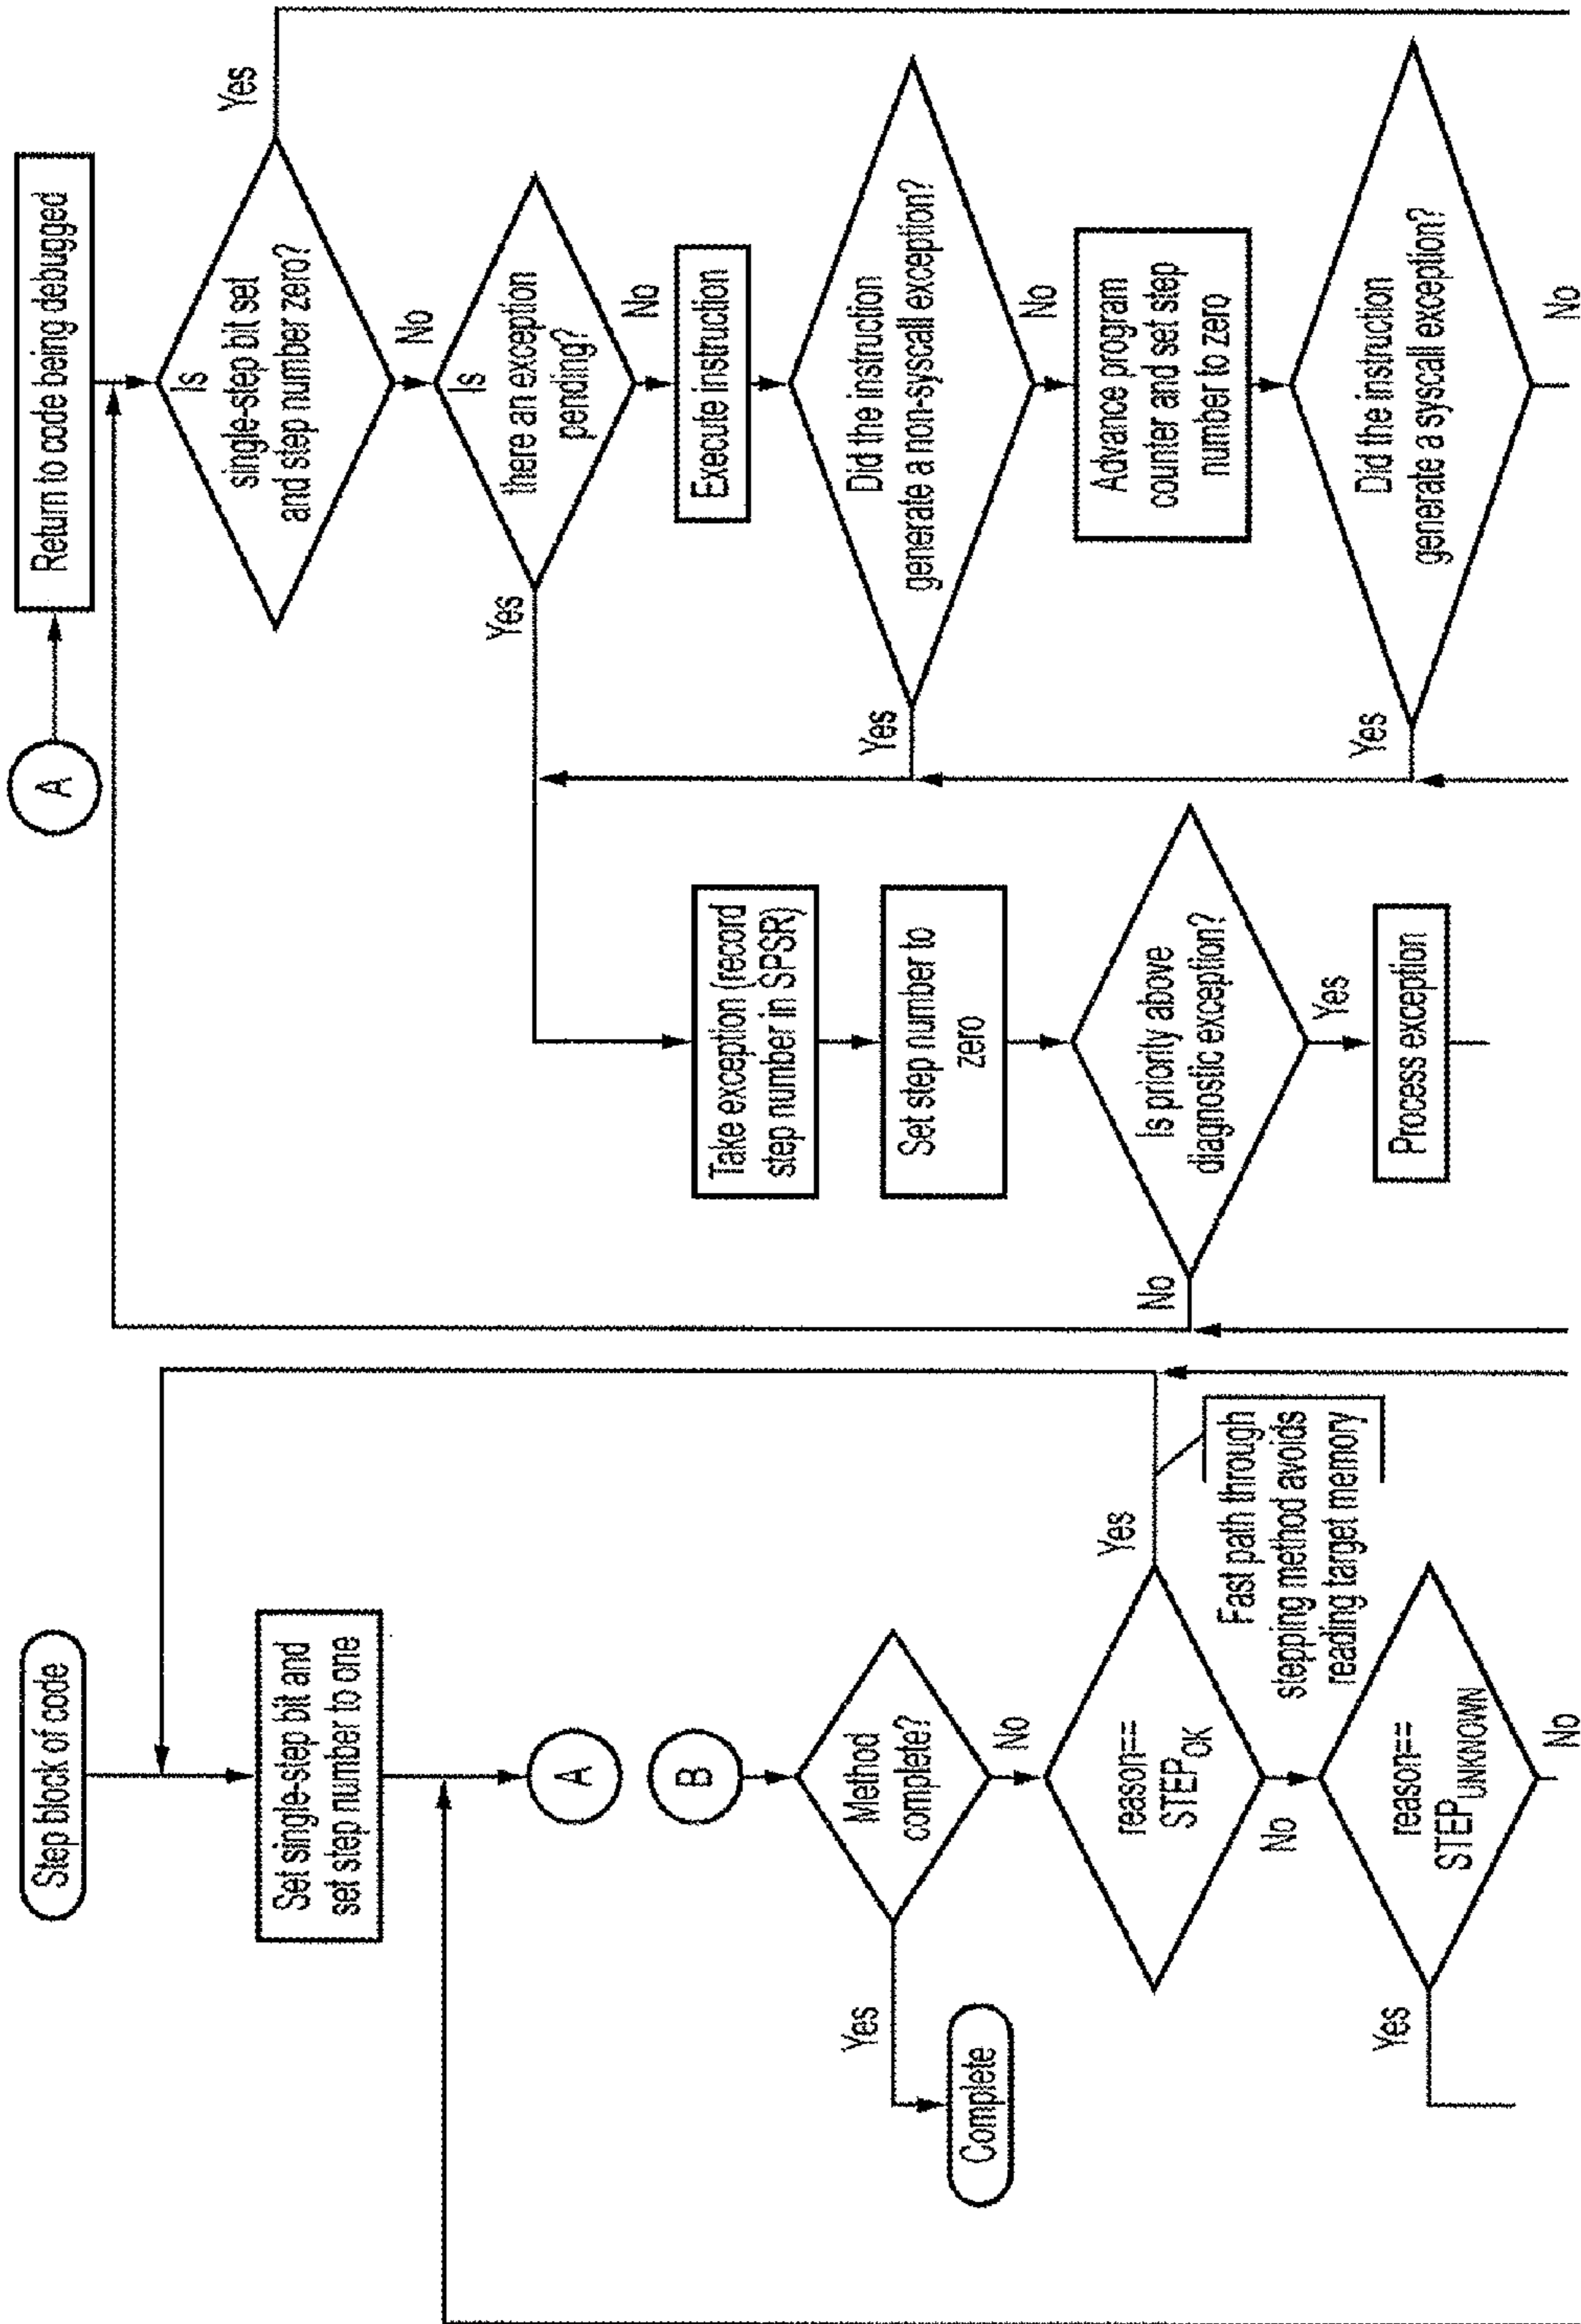 Step block of code
Set single-step bit and
set step number to one
A
B
Method
complete?
Yes
No
Complete
reason==
STEP_OK
Yes
No
Fast path through
stepping method avoids
reading target memory
reason==
STEP_UNKNOWN
Yes
No
A
Return to code being debugged
Is
single-step bit set
and step number zero?
Yes
No
Is
there an exception
pending?
Yes
No
Execute instruction
Did the instruction
generate a non-syscall exception?
Yes
No
Advance program
counter and set step
number to zero
Did the instruction
generate a syscall exception?
Yes
No
Take exception (record
step number in SPSR)
Set step number to
zero
Is priority above
diagnostic exception?
No
Yes
Process exception